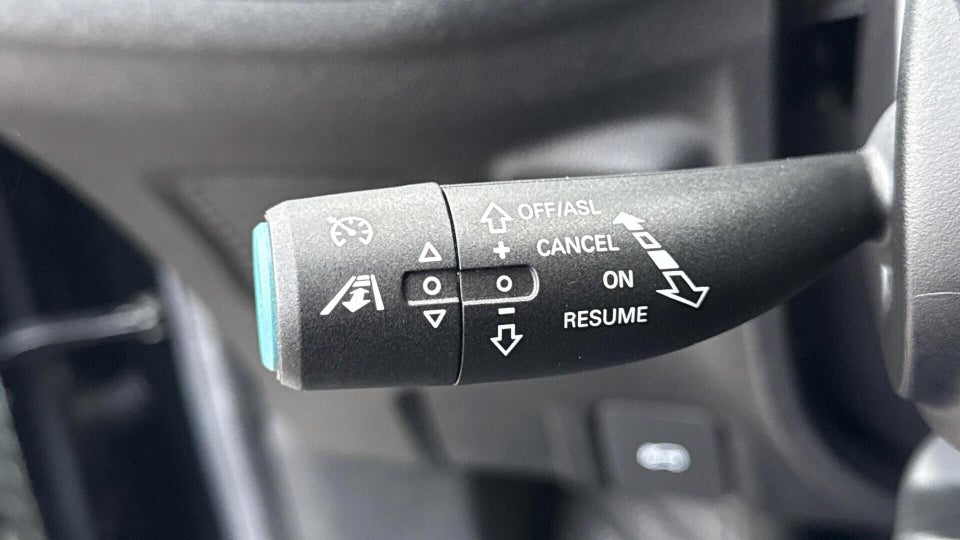 OFF/ASL
+
CANCEL
ON
-
RESUME